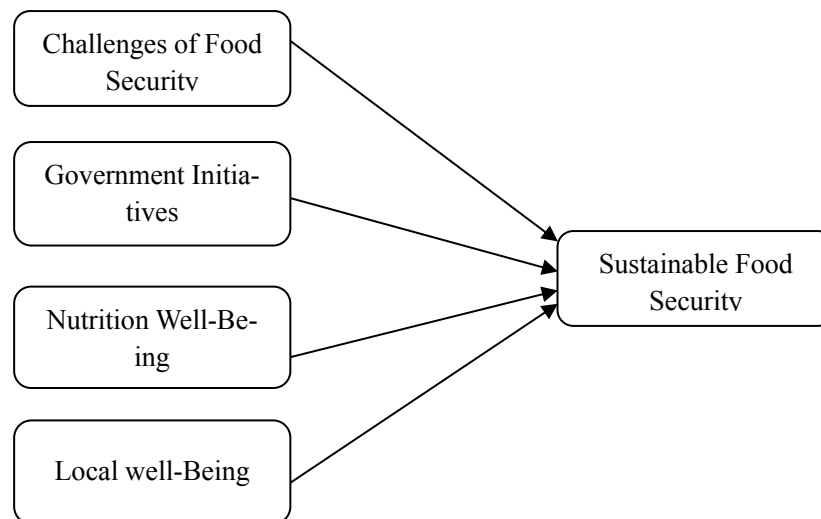 Challenges of Food
Security
Government Initia-
tives
Nutrition Well-Be-
ing
Local well-Being
Sustainable Food
Security